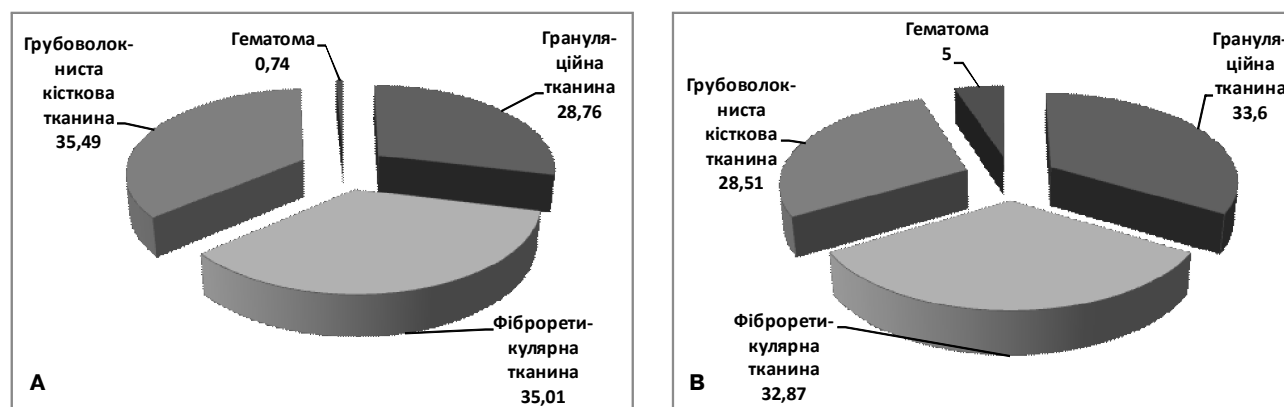 Грубоволок-
ниста
кісткова
тканина
35,49
Гематома
0,74
Грануля-
ційна
тканина
28,76
Фіброрети-
кулярна
тканина
35,01
А
Грубоволок-
ниста
кісткова
тканина
28,51
Гематома
5
Грануля-
ційна
тканина
33,6
Фіброрети-
кулярна
тканина
32,87
В